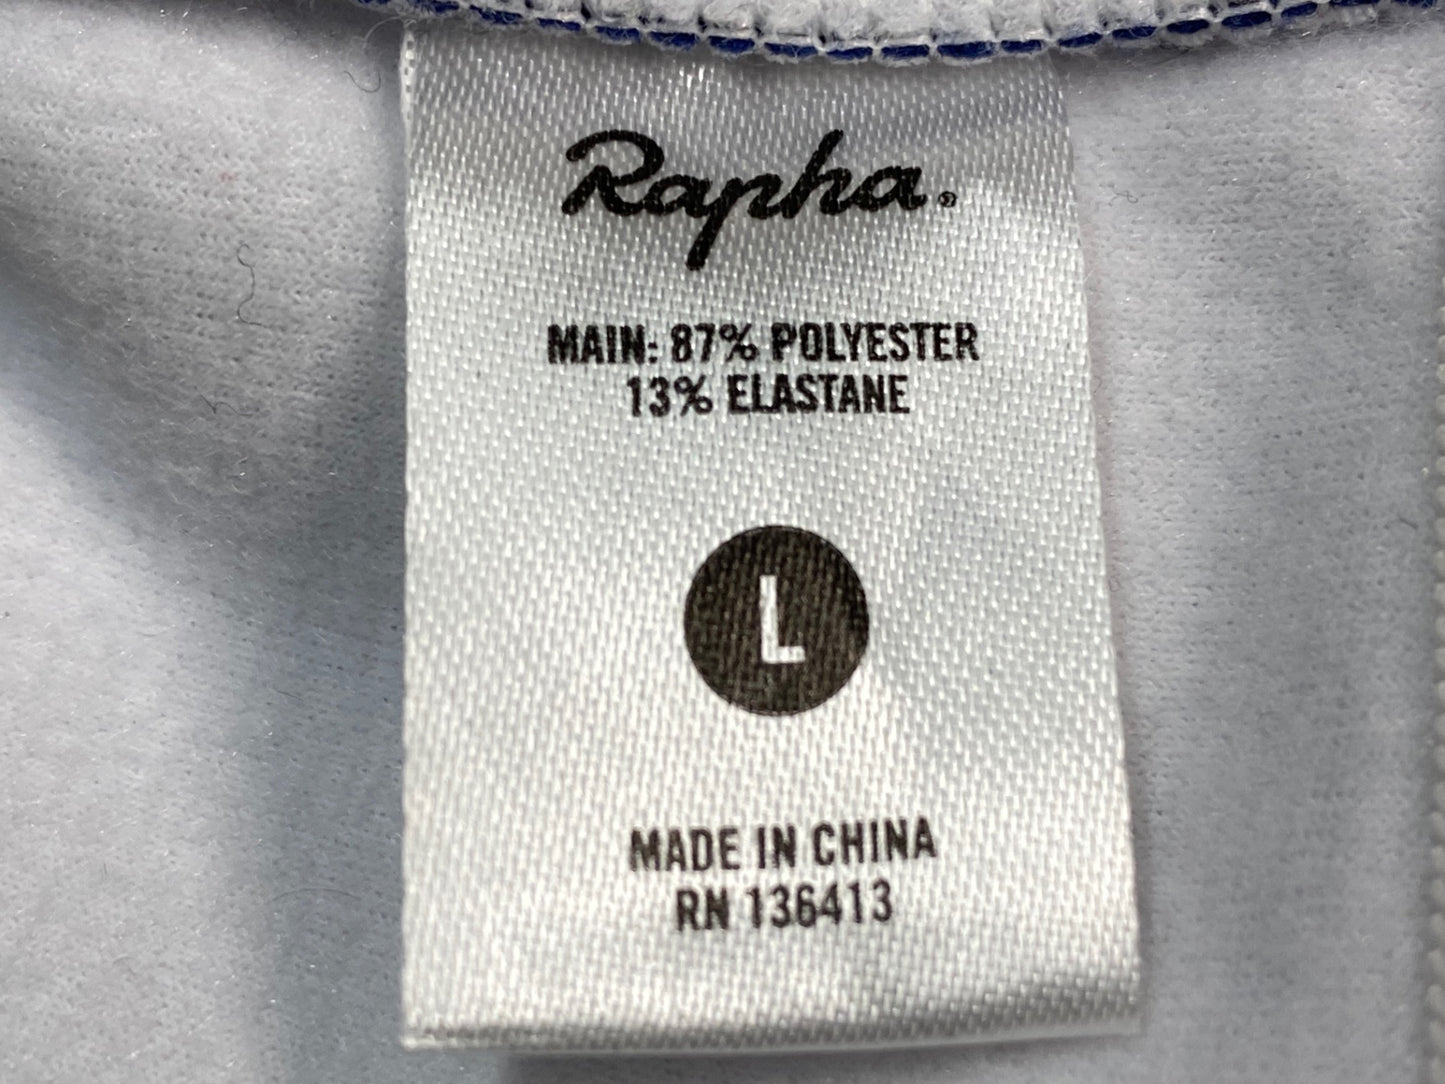 Rapha.®
MAIN: 87% POLYESTER
13% ELASTANE
L
MADE IN CHINA
RN 136413